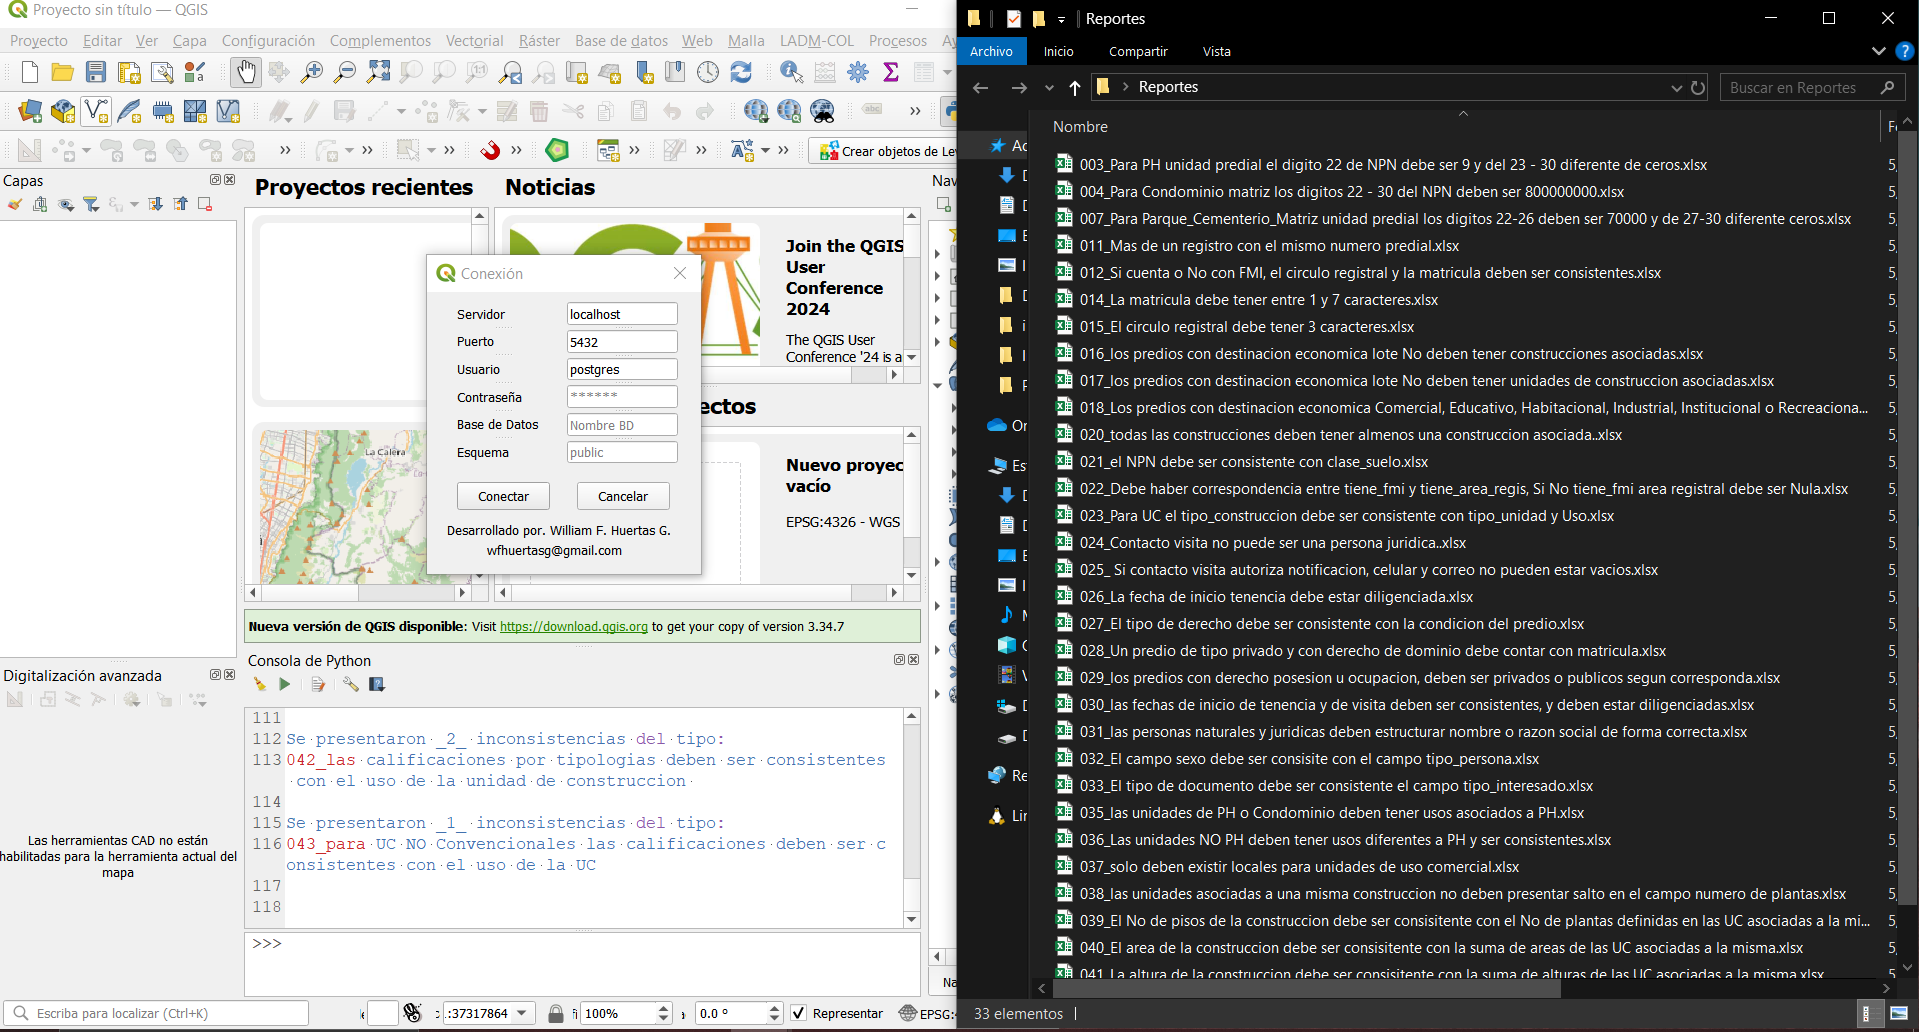 Proyecto sin título — QGIS
Proyecto Editar Ver Capa Configuración Complementos Vectorial Ráster Base de datos Web Malla LADM-COL Procesos Ay
Crear objetos de Lev
Capas
Proyectos recientes
Noticias
Nav
Join the QGIS
User
Conference
2024
The QGIS User
Conference '24 is a
La Calera
ectos
Nuevo proyec
vacío
EPSG:4326 - WGS
Conexión
Servidor localhost
Puerto 5432
Usuario postgres
Contraseña ******
Base de Datos Nombre BD
Esquema public
Conectar Cancelar
Desarrollado por. William F. Huertas G.
wfhuertasg@gmail.com
Nueva versión de QGIS disponible: Visit https://download.qgis.org to get your copy of version 3.34.7
Consola de Python
111
112 Se presentaron _2_ inconsistencias del tipo:
113 042_las calificaciones por tipologias deben ser consistentes
con el uso de la unidad de construccion
114
115 Se presentaron _1_ inconsistencias del tipo:
116 043_para UC NO Convencionales las calificaciones deben ser c
onsistentes con el uso de la UC
117
118
>>>
Digitalización avanzada
Las herramientas CAD no están
habilitadas para la herramienta actual del
mapa
Na
Escriba para localizar (Ctrl+K)
.:37317864
100%
0.0 °
Representar
EPSG:4
Reportes
Archivo Inicio Compartir Vista
Reportes
Buscar en Reportes
Nombre
003_Para PH unidad predial el digito 22 de NPN debe ser 9 y del 23 - 30 diferente de ceros.xlsx
004_Para Condominio matriz los digitos 22 - 30 del NPN deben ser 800000000.xlsx
007_Para Parque_Cementerio_Matriz unidad predial los digitos 22-26 deben ser 70000 y de 27-30 diferente ceros.xlsx
011_Mas de un registro con el mismo numero predial.xlsx
012_Si cuenta o No con FMI, el circulo registral y la matricula deben ser consistentes.xlsx
014_La matricula debe tener entre 1 y 7 caracteres.xlsx
015_El circulo registral debe tener 3 caracteres.xlsx
016_los predios con destinacion economica lote No deben tener construcciones asociadas.xlsx
017_los predios con destinacion economica lote No deben tener unidades de construccion asociadas.xlsx
018_Los predios con destinacion economica Comercial, Educativo, Habitacional, Industrial, Institucional o Recreaciona...
020_todas las construcciones deben tener almenos una construccion asociada..xlsx
021_el NPN debe ser consistente con clase_suelo.xlsx
022_Debe haber correspondencia entre tiene_fmi y tiene_area_regis, Si No tiene_fmi area registral debe ser Nula.xlsx
023_Para UC el tipo_construccion debe ser consistente con tipo_unidad y Uso.xlsx
024_Contacto visita no puede ser una persona juridica..xlsx
025_ Si contacto visita autoriza notificacion, celular y correo no pueden estar vacios.xlsx
026_La fecha de inicio tenencia debe estar diligenciada.xlsx
027_El tipo de derecho debe ser consistente con la condicion del predio.xlsx
028_Un predio de tipo privado y con derecho de dominio debe contar con matricula.xlsx
029_los predios con derecho posesion u ocupacion, deben ser privados o publicos segun corresponda.xlsx
030_las fechas de inicio de tenencia y de visita deben ser consistentes, y deben estar diligenciadas.xlsx
031_las personas naturales y juridicas deben estructurar nombre o razon social de forma correcta.xlsx
032_El campo sexo debe ser consisite con el campo tipo_persona.xlsx
033_El tipo de documento debe ser consistente el campo tipo_interesado.xlsx
035_las unidades de PH o Condominio deben tener usos asociados a PH.xlsx
036_Las unidades NO PH deben tener usos diferentes a PH y ser consistentes.xlsx
037_solo deben existir locales para unidades de uso comercial.xlsx
038_las unidades asociadas a una misma construccion no deben presentar salto en el campo numero de plantas.xlsx
039_El No de pisos de la construccion debe ser consisitente con el No de plantas definidas en las UC asociadas a la mi...
040_El area de la construccion debe ser consisitente con la suma de areas de las UC asociadas a la misma.xlsx
041_La altura de la construccion debe ser consisitente con la suma de alturas de las UC asociadas a la misma.xlsx
33 elementos